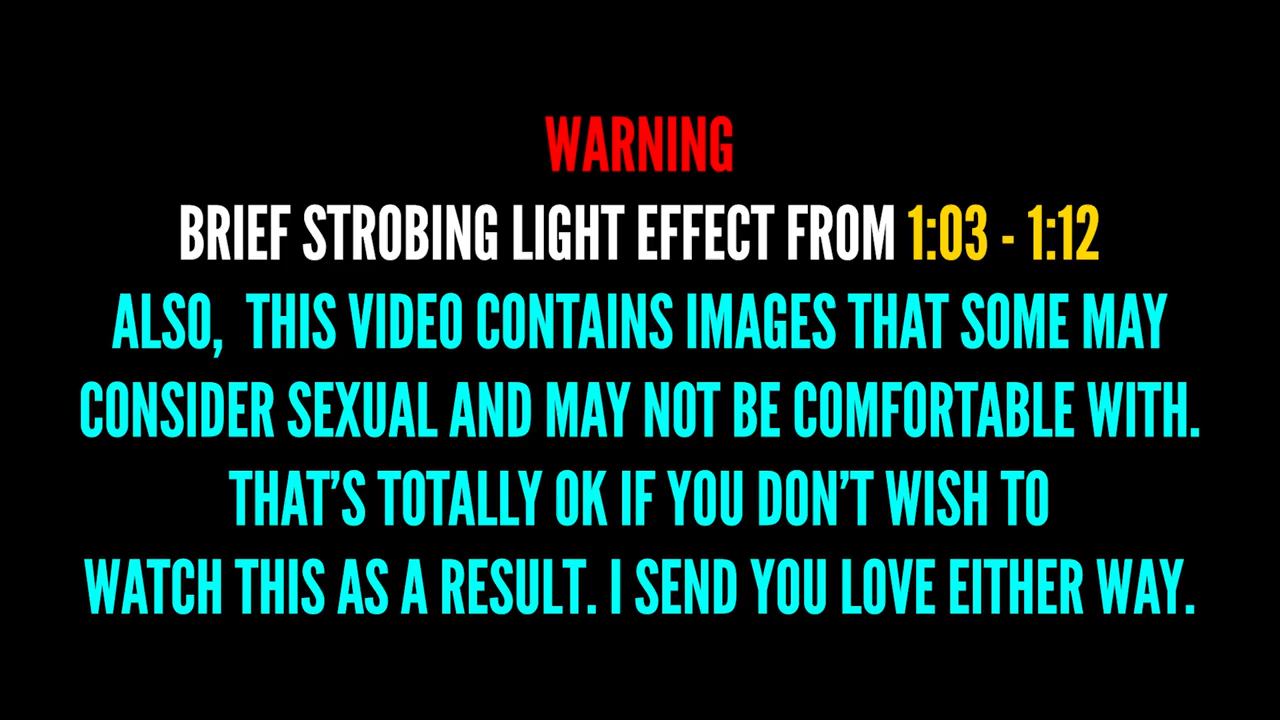 WARNING
BRIEF STROBING LIGHT EFFECT FROM 1:03 - 1:12
ALSO,  THIS VIDEO CONTAINS IMAGES THAT SOME MAY
CONSIDER SEXUAL AND MAY NOT BE COMFORTABLE WITH.
THAT’S TOTALLY OK IF YOU DON’T WISH TO
WATCH THIS AS A RESULT. I SEND YOU LOVE EITHER WAY.